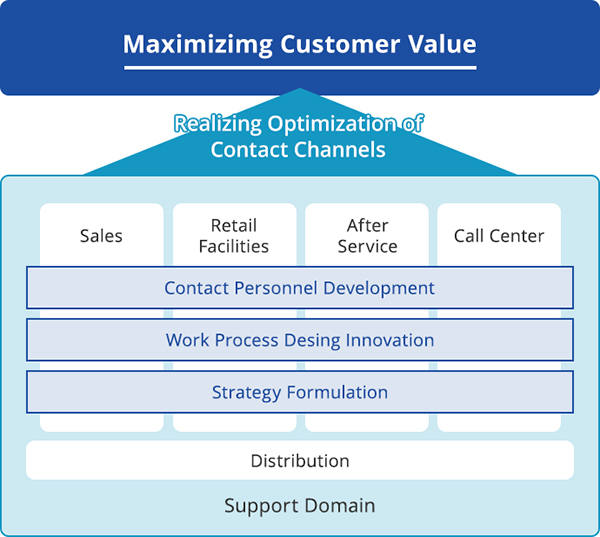 Maximizimg Customer Value
Realizing Optimization of
Contact Channels
Sales
Retail
Facilities
After
Service
Call Center
Contact Personnel Development
Work Process Desing Innovation
Strategy Formulation
Distribution
Support Domain